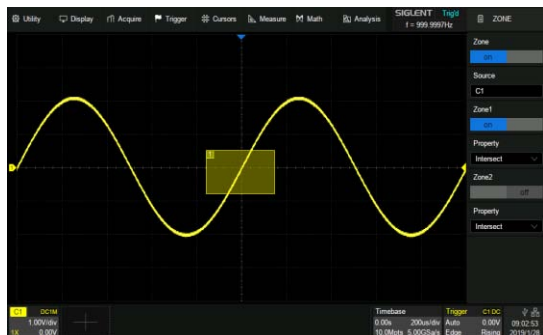 Utility Display Acquire Trigger Cursors Measure Math Analysis SIGLENT Trig'd ZONE
f = 999.9997Hz
Zone
on
Source
C1
Zone1
on
Property
Intersect
Zone2
off
Property
Intersect
C1 DC1M
1X 1.00V/div
0.00V
Timebase
0.00s 200us/div
10.0Mpts 5.00GSa/s
Trigger C1 DC
Auto 0.00V
Edge Rising
09:02:53
2019/1/28